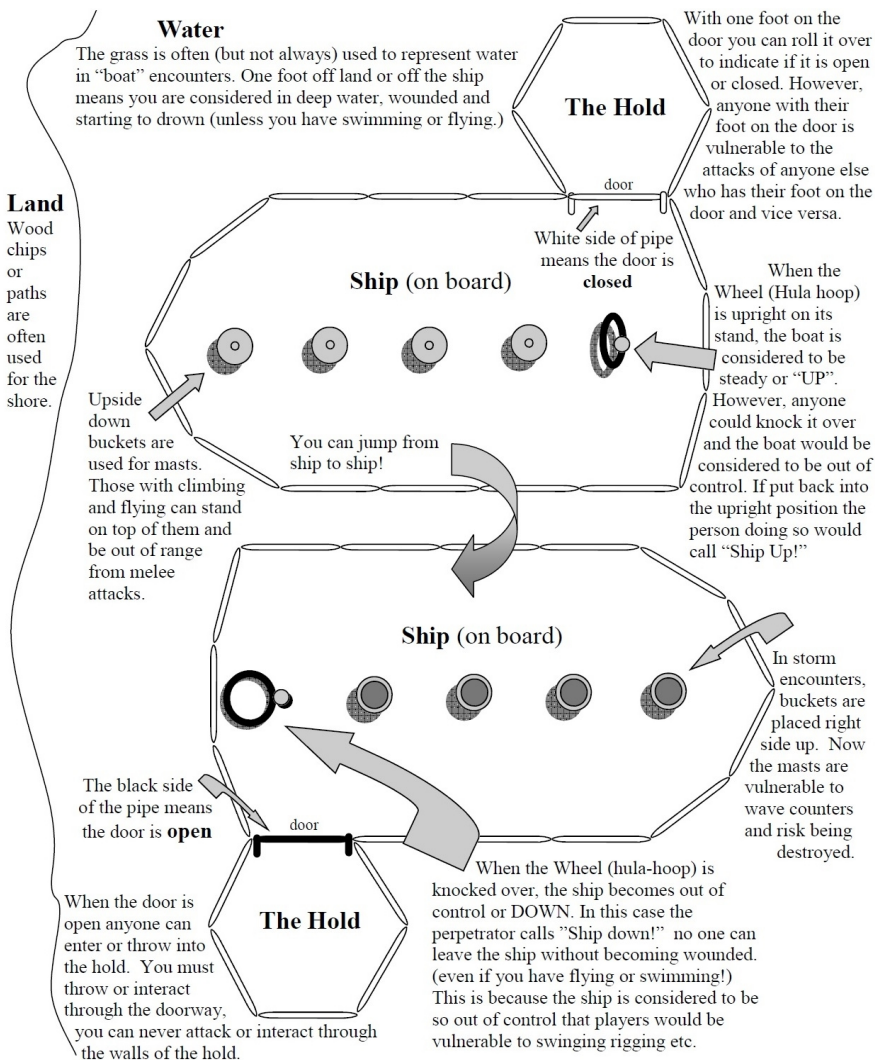 Water
The grass is often (but not always) used to represent water
in “boat” encounters. One foot off land or off the ship
means you are considered in deep water, wounded and
starting to drown (unless you have swimming or flying.)
The Hold
With one foot on the
door you can roll it over
to indicate if it is open
or closed. However,
anyone with their
foot on the door is
vulnerable to the
attacks of anyone else
who has their foot on the
door and vice versa.
door
Land
Wood
chips
or
paths
are
often
used
for the
shore.
White side of pipe
means the door is
closed
Ship (on board)
When the
Wheel (Hula hoop)
is upright on its
stand, the boat is
considered to be
steady or “UP”.
However, anyone
could knock it over
and the boat would be
considered to be out of
control. If put back into
the upright position the
person doing so would
call “Ship Up!”
Upside
down
buckets are
used for masts.
Those with climbing
and flying can stand
on top of them and
be out of range
from melee
attacks.
You can jump from
ship to ship!
Ship (on board)
In storm
encounters,
buckets are
placed right
side up. Now
the masts are
vulnerable to
wave counters
and risk being
destroyed.
The black side
of the pipe means
the door is open
door
The Hold
When the door is
open anyone can
enter or throw into
the hold. You must
throw or interact
through the doorway,
you can never attack or interact through
the walls of the hold.
When the Wheel (hula-hoop) is
knocked over, the ship becomes out of
control or DOWN. In this case the
perpetrator calls ”Ship down!” no one can
leave the ship without becoming wounded.
(even if you have flying or swimming!)
This is because the ship is considered to be
so out of control that players would be
vulnerable to swinging rigging etc.